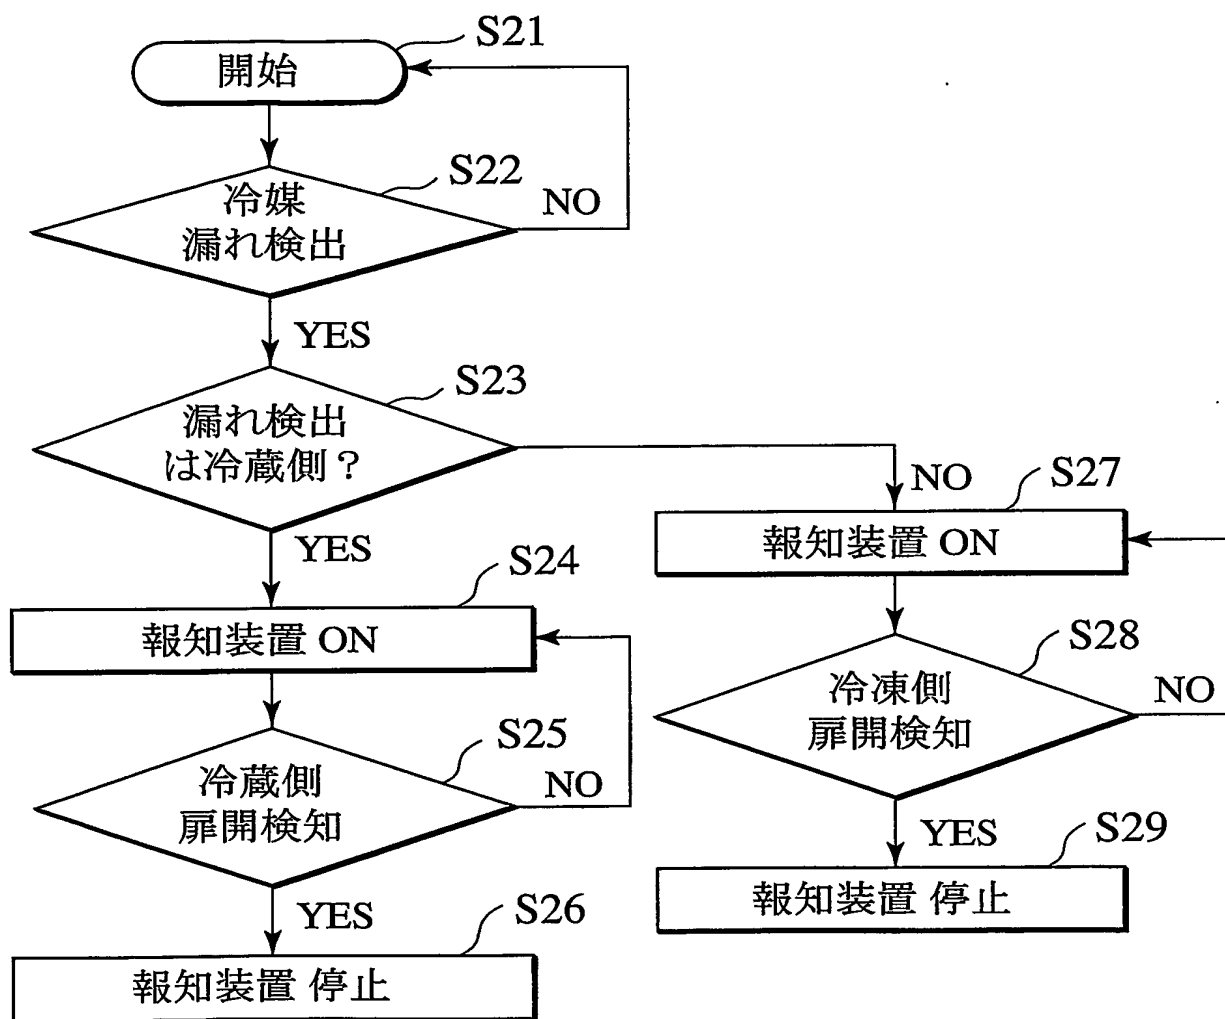 開始
S21
冷媒
漏れ検出
S22
NO
YES
漏れ検出
は冷蔵側？
S23
NO
YES
報知装置 ON
S24
冷蔵側
扉開検知
S25
NO
YES
報知装置 停止
S26
報知装置 ON
S27
冷凍側
扉開検知
S28
NO
YES
報知装置 停止
S29